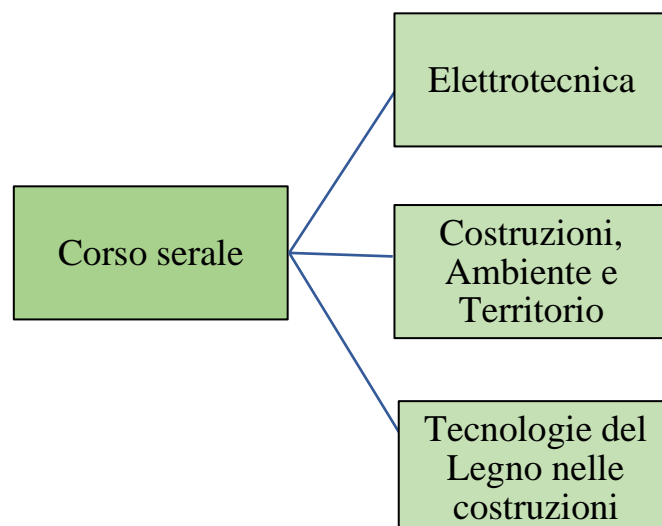 Elettrotecnica
Corso serale
Costruzioni,
Ambiente e
Territorio
Tecnologie del
Legno nelle
costruzioni